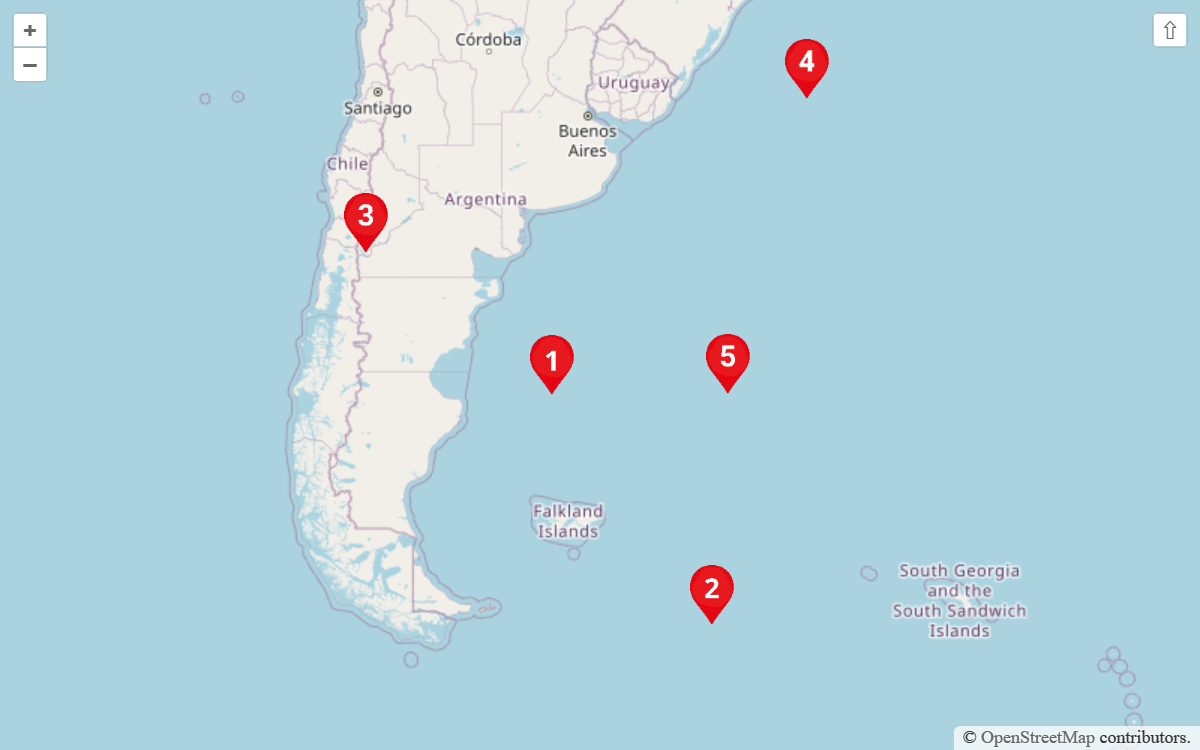 +
−
⇧
Córdoba
4
Uruguay
Santiago
Buenos
Aires
Chile
Argentina
3
1
5
Falkland
Islands
2
South Georgia
and the
South Sandwich
Islands
© OpenStreetMap contributors.